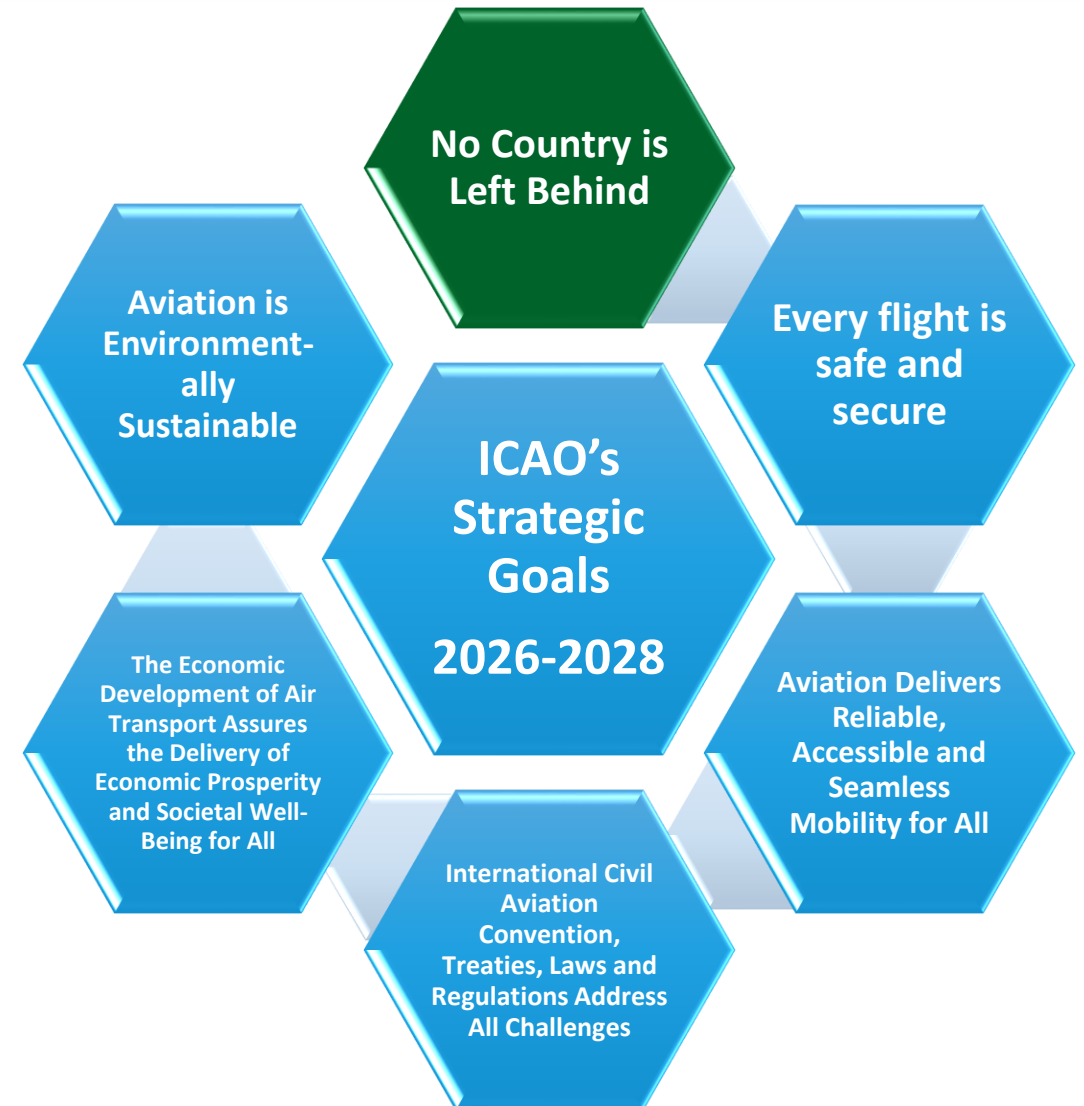 No Country is
Left Behind
Aviation is
Environment-
ally
Sustainable
Every flight is
safe and
secure
ICAO’s
Strategic
Goals
2026-2028
The Economic
Development of Air
Transport Assures
the Delivery of
Economic Prosperity
and Societal Well-
Being for All
Aviation Delivers
Reliable,
Accessible and
Seamless
Mobility for All
International Civil
Aviation
Convention,
Treaties, Laws and
Regulations Address
All Challenges